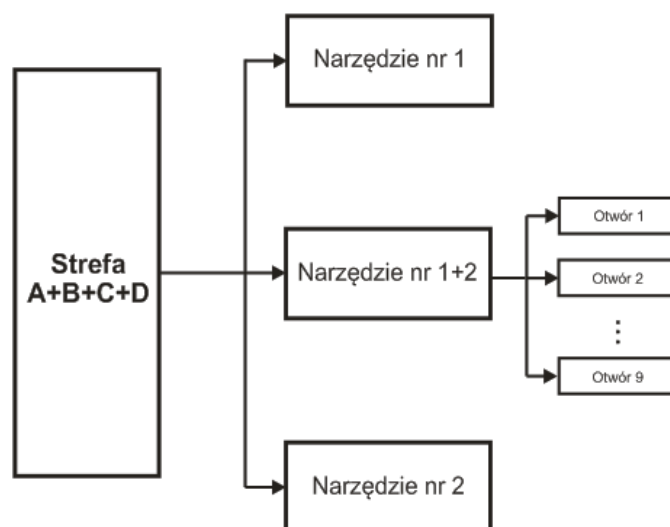 Strefa
A+B+C+D
Narzędzie nr 1
Narzędzie nr 1+2
Narzędzie nr 2
Otwór 1
Otwór 2
⋮
Otwór 9